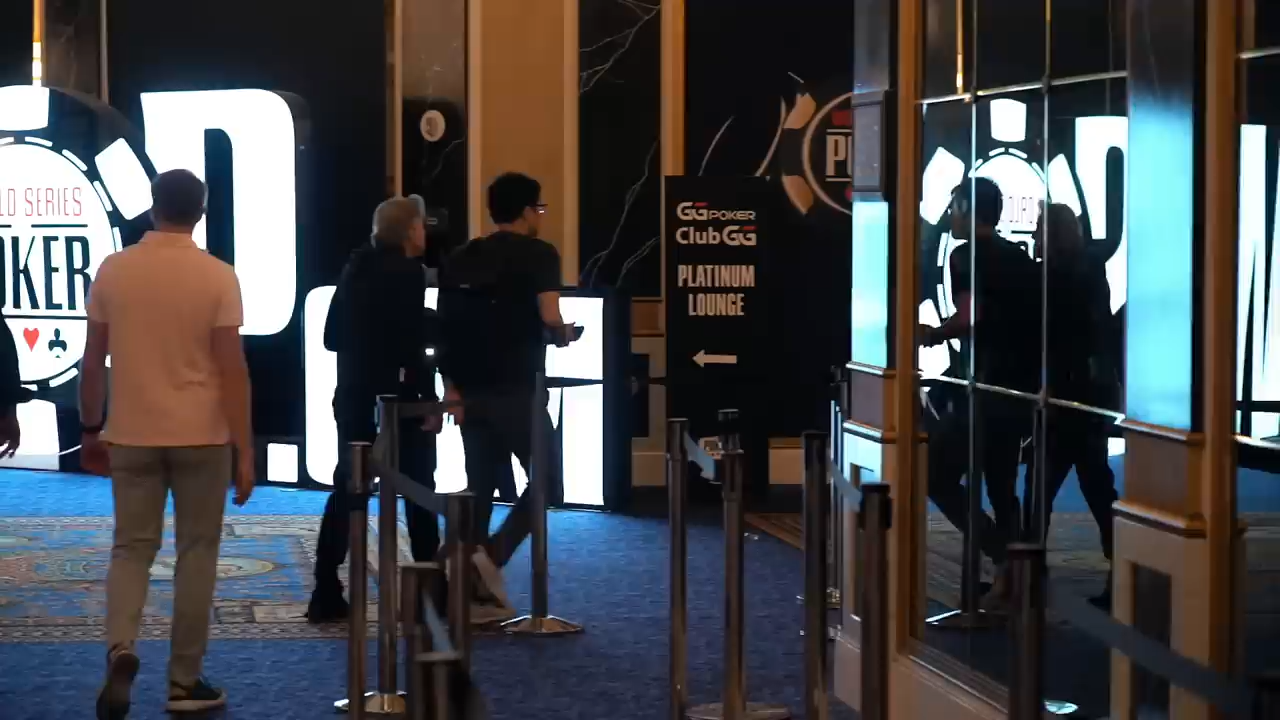 LD SERIES
OKER
GGPOKER
ClubGG
PLATINUM
LOUNGE